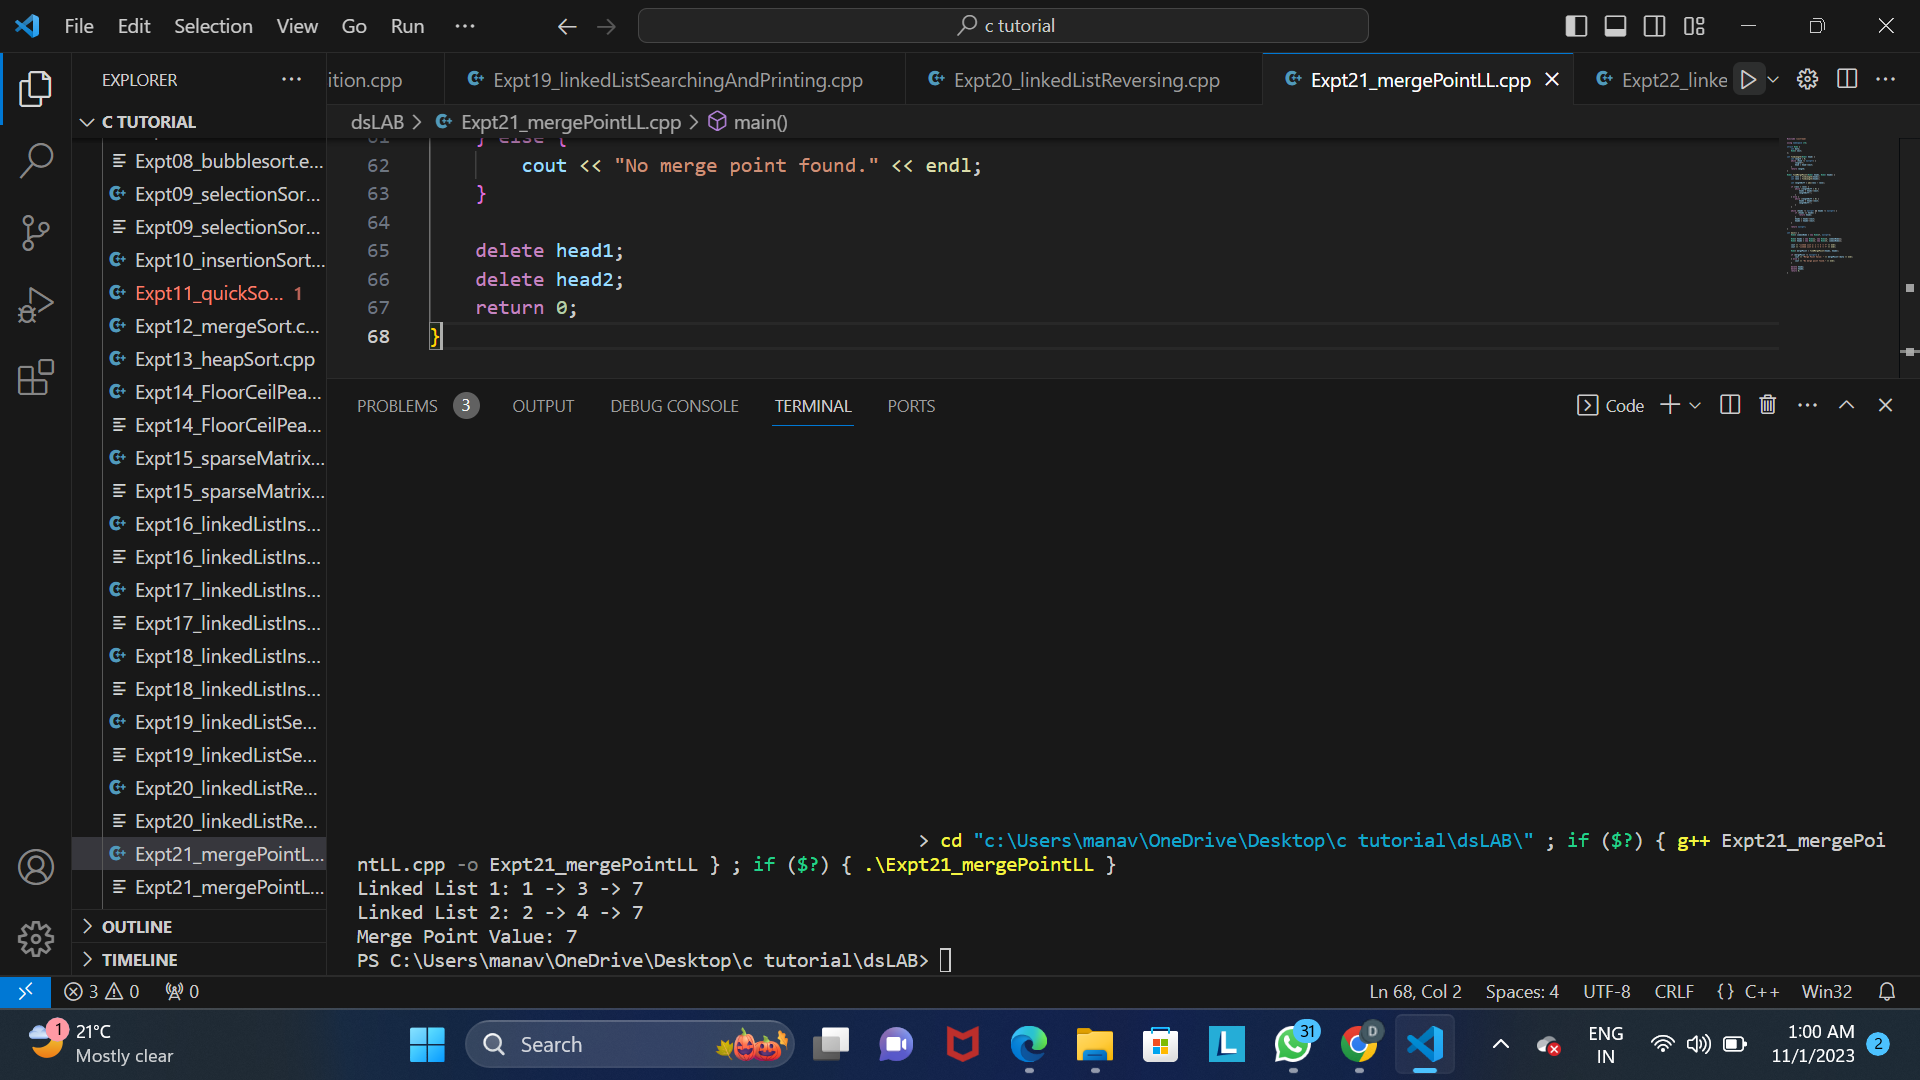 File Edit Selection View Go Run ···
c tutorial
EXPLORER ···
ition.cpp
Expt19_linkedListSearchingAndPrinting.cpp
Expt20_linkedListReversing.cpp
Expt21_mergePointLL.cpp
Expt22_linke
C TUTORIAL
dsLAB > Expt21_mergePointLL.cpp > main()
Expt08_bubblesort.e...
Expt09_selectionSor...
Expt09_selectionSor...
Expt10_insertionSort...
Expt11_quickSo... 1
Expt12_mergeSort.c...
Expt13_heapSort.cpp
Expt14_FloorCeilPea...
Expt14_FloorCeilPea...
Expt15_sparseMatrix...
Expt15_sparseMatrix...
Expt16_linkedListIns...
Expt16_linkedListIns...
Expt17_linkedListIns...
Expt17_linkedListIns...
Expt18_linkedListIns...
Expt18_linkedListIns...
Expt19_linkedListSe...
Expt19_linkedListSe...
Expt20_linkedListRe...
Expt20_linkedListRe...
Expt21_mergePointL...
Expt21_mergePointL...
OUTLINE
TIMELINE
61 } else {
62 cout << "No merge point found." << endl;
63 }
64
65 delete head1;
66 delete head2;
67 return 0;
68 }
PROBLEMS 3 OUTPUT DEBUG CONSOLE TERMINAL PORTS
Code
> cd "c:\Users\manav\OneDrive\Desktop\c tutorial\dsLAB\" ; if ($?) { g++ Expt21_mergePoi
ntLL.cpp -o Expt21_mergePointLL } ; if ($?) { .\Expt21_mergePointLL }
Linked List 1: 1 -> 3 -> 7
Linked List 2: 2 -> 4 -> 7
Merge Point Value: 7
PS C:\Users\manav\OneDrive\Desktop\c tutorial\dsLAB>
3 0 0
Ln 68, Col 2 Spaces: 4 UTF-8 CRLF {} C++ Win32
1 21°C
Mostly clear
Search
L
31
D
ENG
IN
1:00 AM
11/1/2023
2